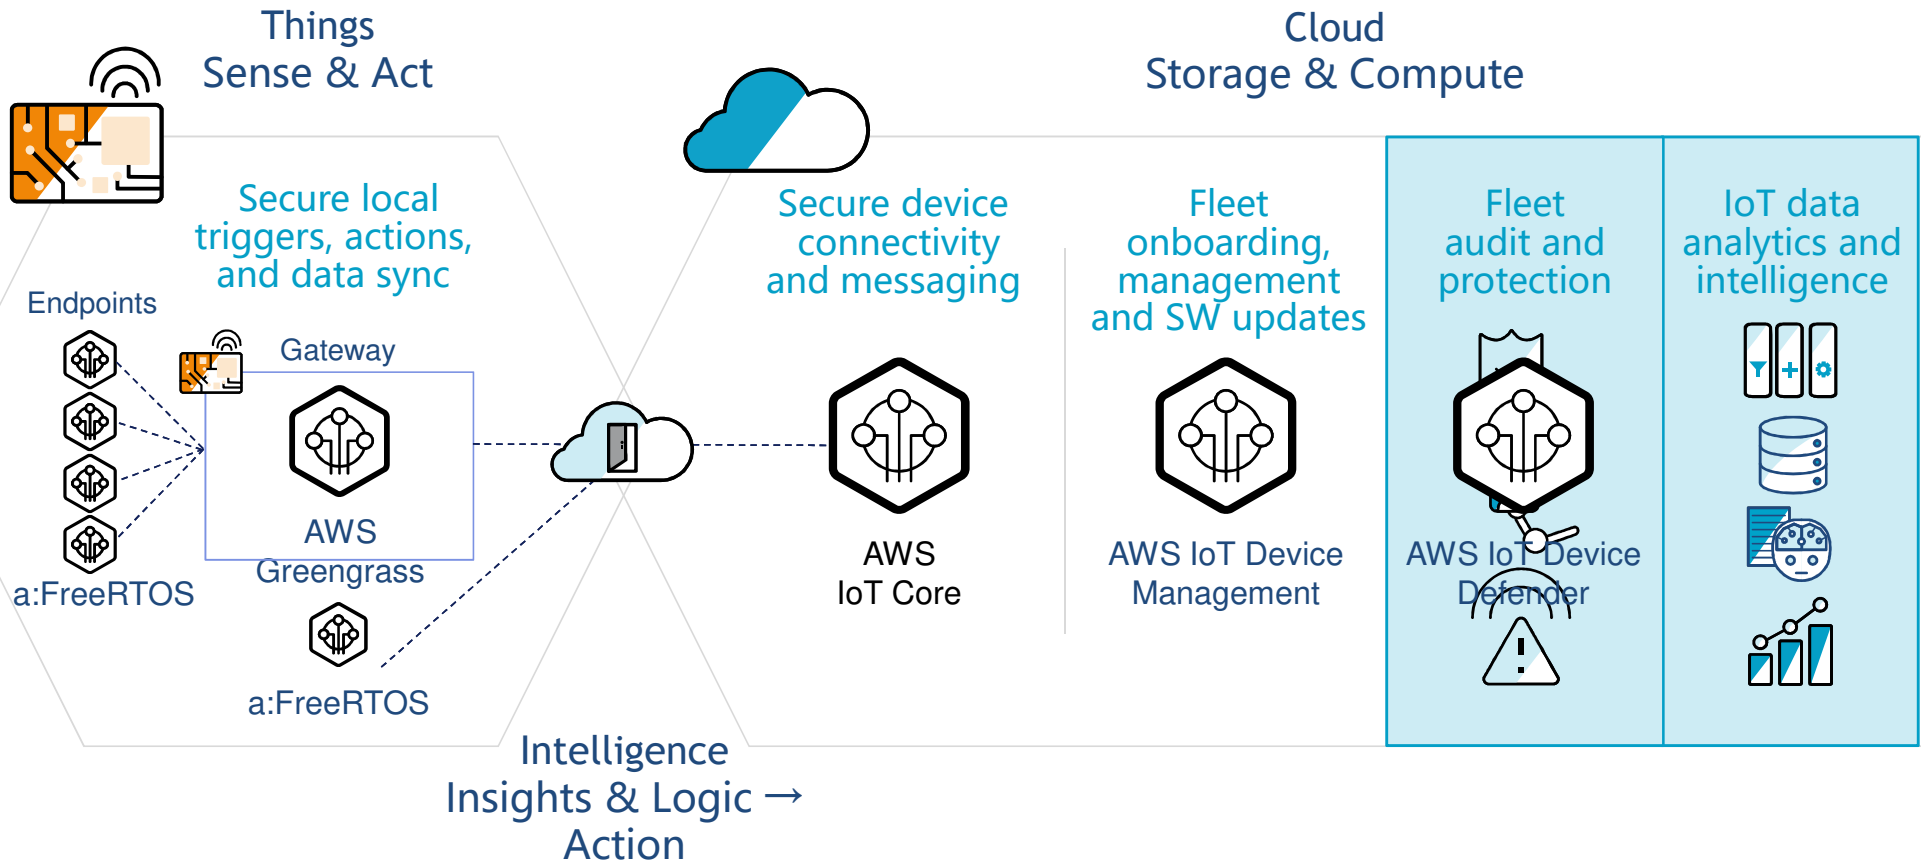 Things
Sense & Act
Cloud
Storage & Compute
Secure local
triggers, actions,
and data sync
Endpoints
Gateway
AWS
Greengrass
a:FreeRTOS
a:FreeRTOS
Secure device
connectivity
and messaging
AWS
IoT Core
Fleet
onboarding,
management
and SW updates
AWS IoT Device
Management
Fleet
audit and
protection
AWS IoT Device
Defender
IoT data
analytics and
intelligence
Intelligence
Insights & Logic →
Action